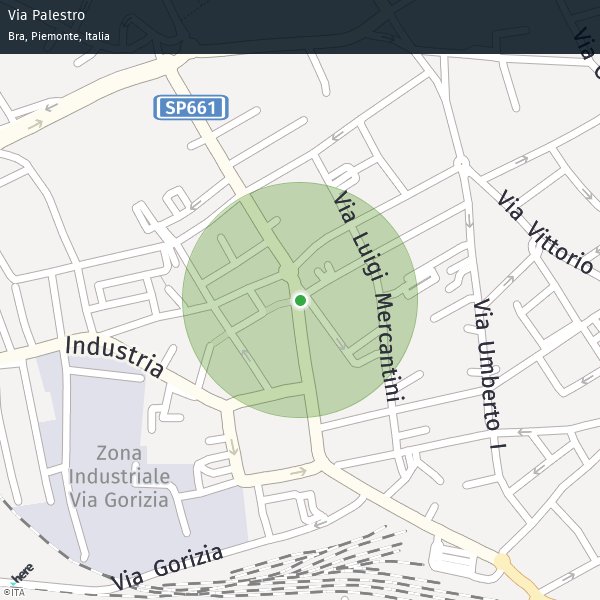 Via Palestro
Bra, Piemonte, Italia
SP661
Via Luigi Mercantini
Via Vittorio
Via Umberto I
Industria
Zona
Industriale
Via Gorizia
Via Gorizia
here
©ITA